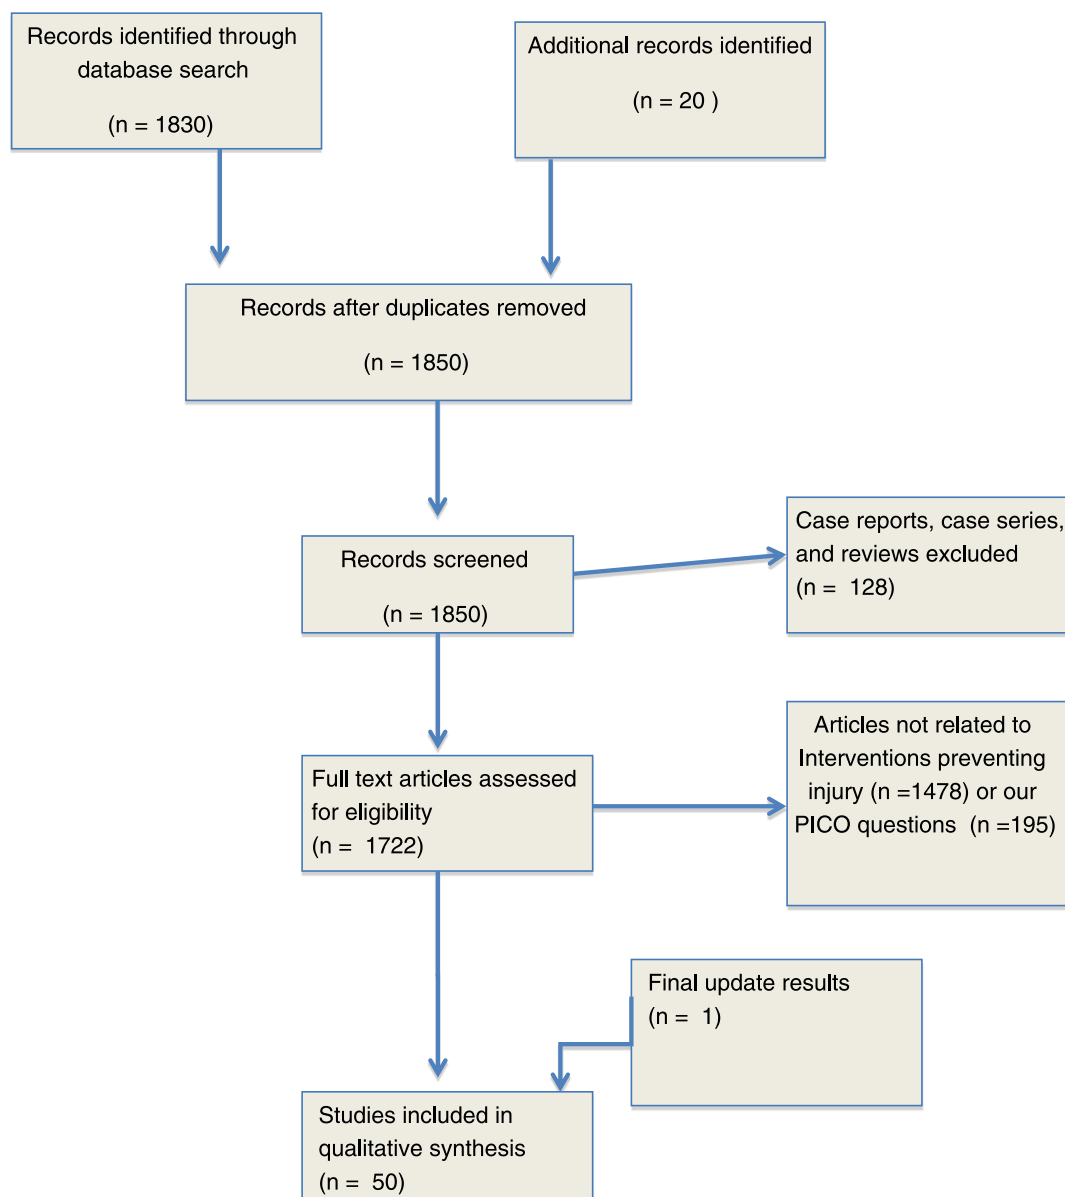 Records identified through
database search
(n = 1830)
Additional records identified
(n = 20 )
Records after duplicates removed
(n = 1850)
Records screened
(n = 1850)
Case reports, case series,
and reviews excluded
(n =  128)
Full text articles assessed
for eligibility
(n =  1722)
Articles not related to
Interventions preventing
injury (n =1478) or our
PICO questions  (n =195)
Final update results
(n =  1)
Studies included in
qualitative synthesis
(n =  50)